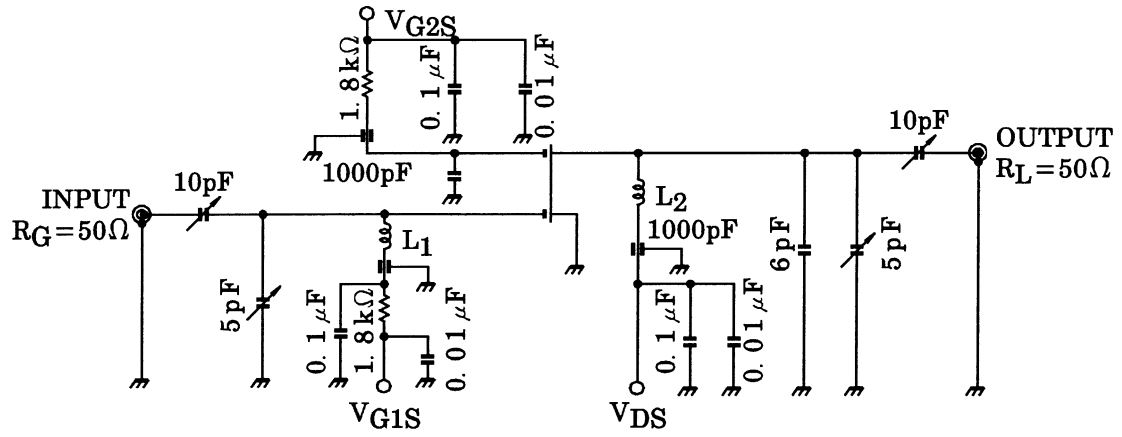 VG2S
1. 8kΩ
0. 1μF
0. 01μF
1000pF
INPUT
RG=50Ω
10pF
5pF
L1
0. 1μF
1. 8kΩ
0. 01μF
VG1S
L2
1000pF
0. 1μF
0. 01μF
VDS
6pF
5pF
10pF
OUTPUT
RL=50Ω